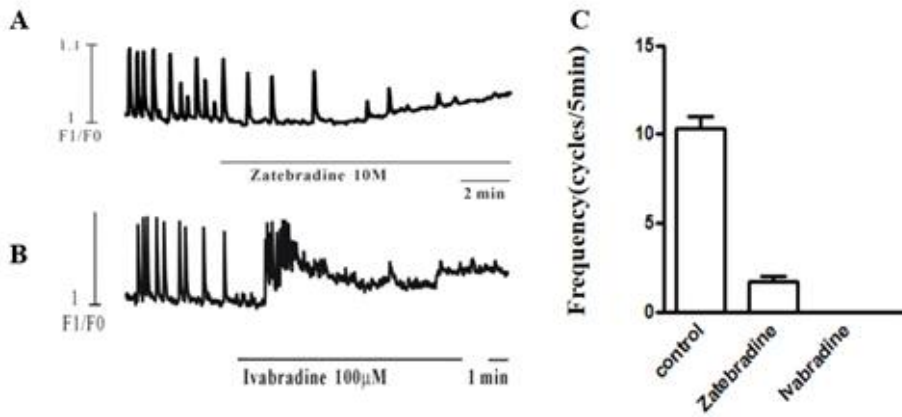 A
1.1
1
F1/F0
Zatebradine 10M
2 min
B
1
F1/F0
Ivabradine 100μM
1 min
C
Frequency(cycles/5min)
15
10
5
0
control
Zatebradine
Ivabradine